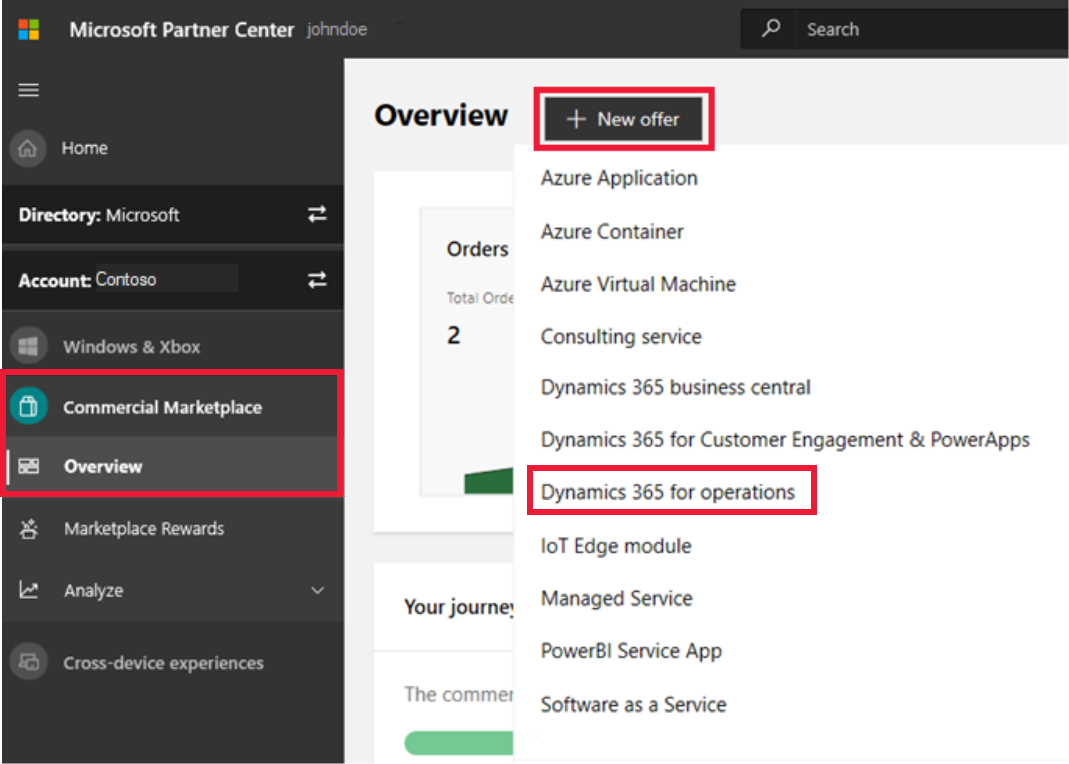 Microsoft Partner Center johndoe
Search
Home
Directory: Microsoft
Account: Contoso
Windows & Xbox
Commercial Marketplace
Overview
Marketplace Rewards
Analyze
Cross-device experiences
Overview
+ New offer
Orders
Total Orde
2
Your journey
The commer
Azure Application
Azure Container
Azure Virtual Machine
Consulting service
Dynamics 365 business central
Dynamics 365 for Customer Engagement & PowerApps
Dynamics 365 for operations
IoT Edge module
Managed Service
PowerBI Service App
Software as a Service